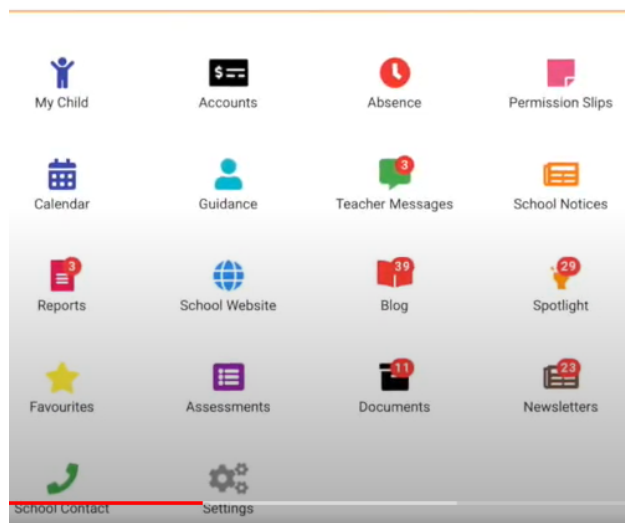 My Child
Accounts
Absence
Permission Slips
3
Calendar
Guidance
Teacher Messages
School Notices
3
39
29
Reports
School Website
Blog
Spotlight
11
23
Favourites
Assessments
Documents
Newsletters
School Contact
Settings